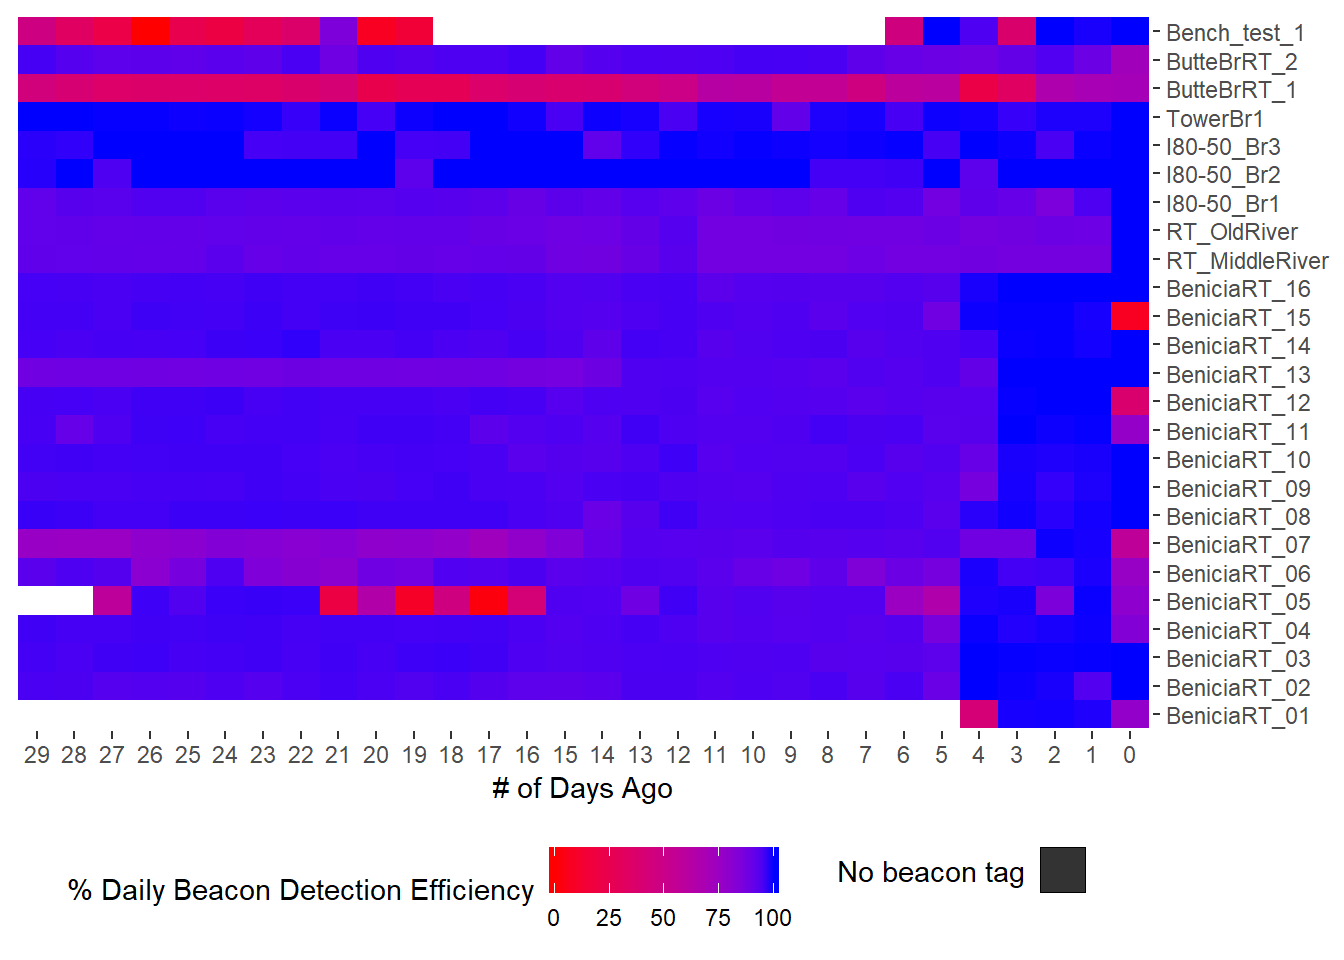 Bench_test_1
ButteBrRT_2
ButteBrRT_1
TowerBr1
I80-50_Br3
I80-50_Br2
I80-50_Br1
RT_OldRiver
RT_MiddleRiver
BeniciaRT_16
BeniciaRT_15
BeniciaRT_14
BeniciaRT_13
BeniciaRT_12
BeniciaRT_11
BeniciaRT_10
BeniciaRT_09
BeniciaRT_08
BeniciaRT_07
BeniciaRT_06
BeniciaRT_05
BeniciaRT_04
BeniciaRT_03
BeniciaRT_02
BeniciaRT_01
29 28 27 26 25 24 23 22 21 20 19 18 17 16 15 14 13 12 11 10 9 8 7 6 5 4 3 2 1 0
# of Days Ago
% Daily Beacon Detection Efficiency
0 25 50 75 100
No beacon tag